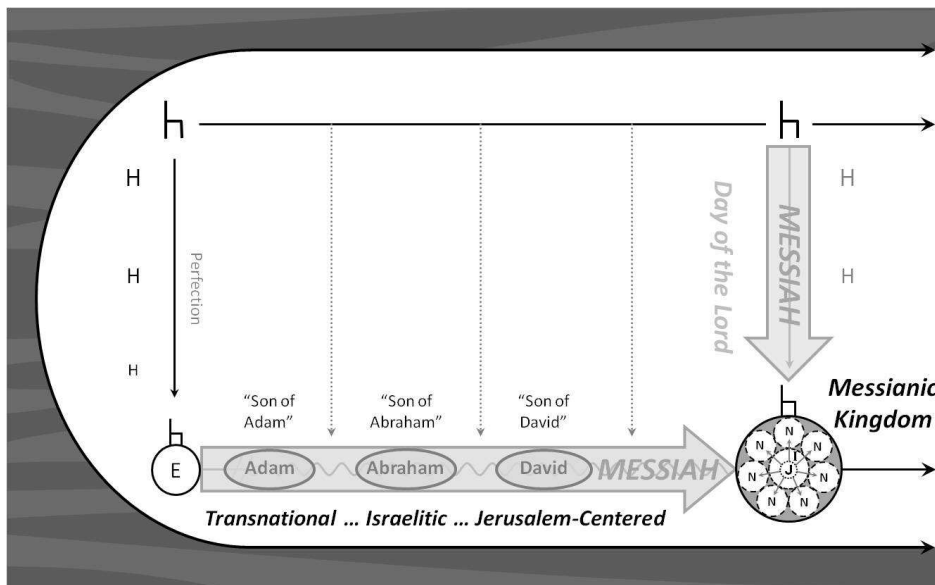 H
H
Perfection
H
H
H
Day of the Lord
MESSIAH
H
"Son of
Adam"
"Son of
Abraham"
"Son of
David"
Messianic
Kingdom
E
Adam
Abraham
David
MESSIAH
N
N
N
N
N
N
N
I
J
Transnational ... Israelitic ... Jerusalem-Centered